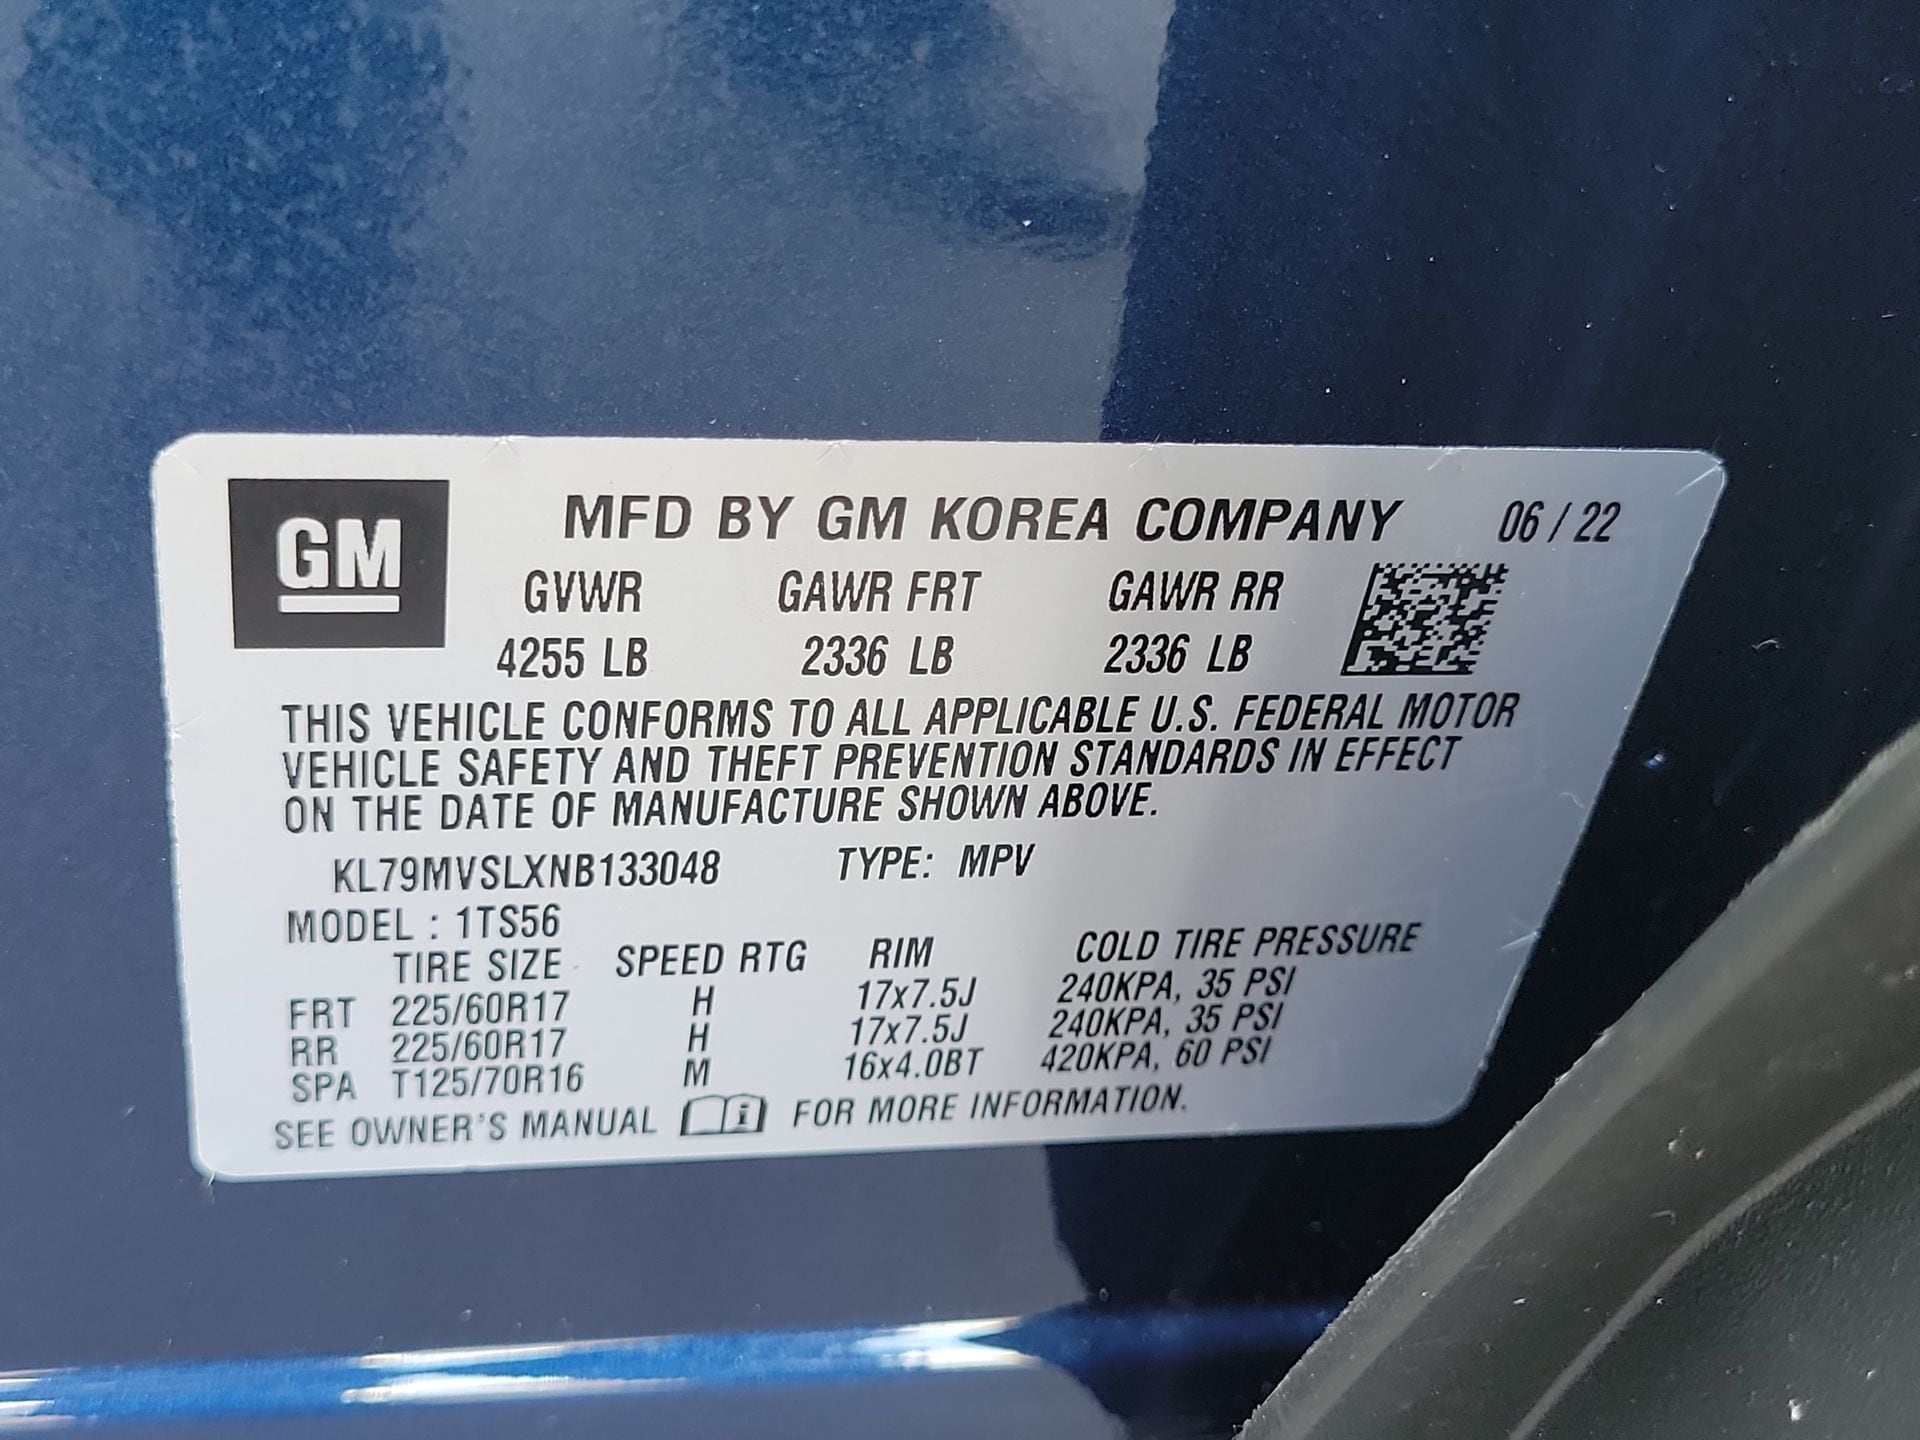 GM
MFD BY GM KOREA COMPANY 06 / 22
GVWR GAWR FRT GAWR RR
4255 LB 2336 LB 2336 LB
THIS VEHICLE CONFORMS TO ALL APPLICABLE U.S. FEDERAL MOTOR
VEHICLE SAFETY AND THEFT PREVENTION STANDARDS IN EFFECT
ON THE DATE OF MANUFACTURE SHOWN ABOVE.
KL79MVSLXNB133048 TYPE: MPV
MODEL : 1TS56
TIRE SIZE SPEED RTG RIM COLD TIRE PRESSURE
FRT 225/60R17 H 17x7.5J 240KPA, 35 PSI
RR 225/60R17 H 17x7.5J 240KPA, 35 PSI
SPA T125/70R16 M 16x4.0BT 420KPA, 60 PSI
SEE OWNER'S MANUAL i FOR MORE INFORMATION.